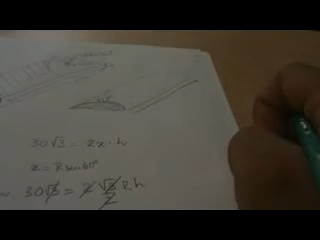 30√3 = 2x·h
x = R sin 60°
30√3 = 2 √3/2 R h